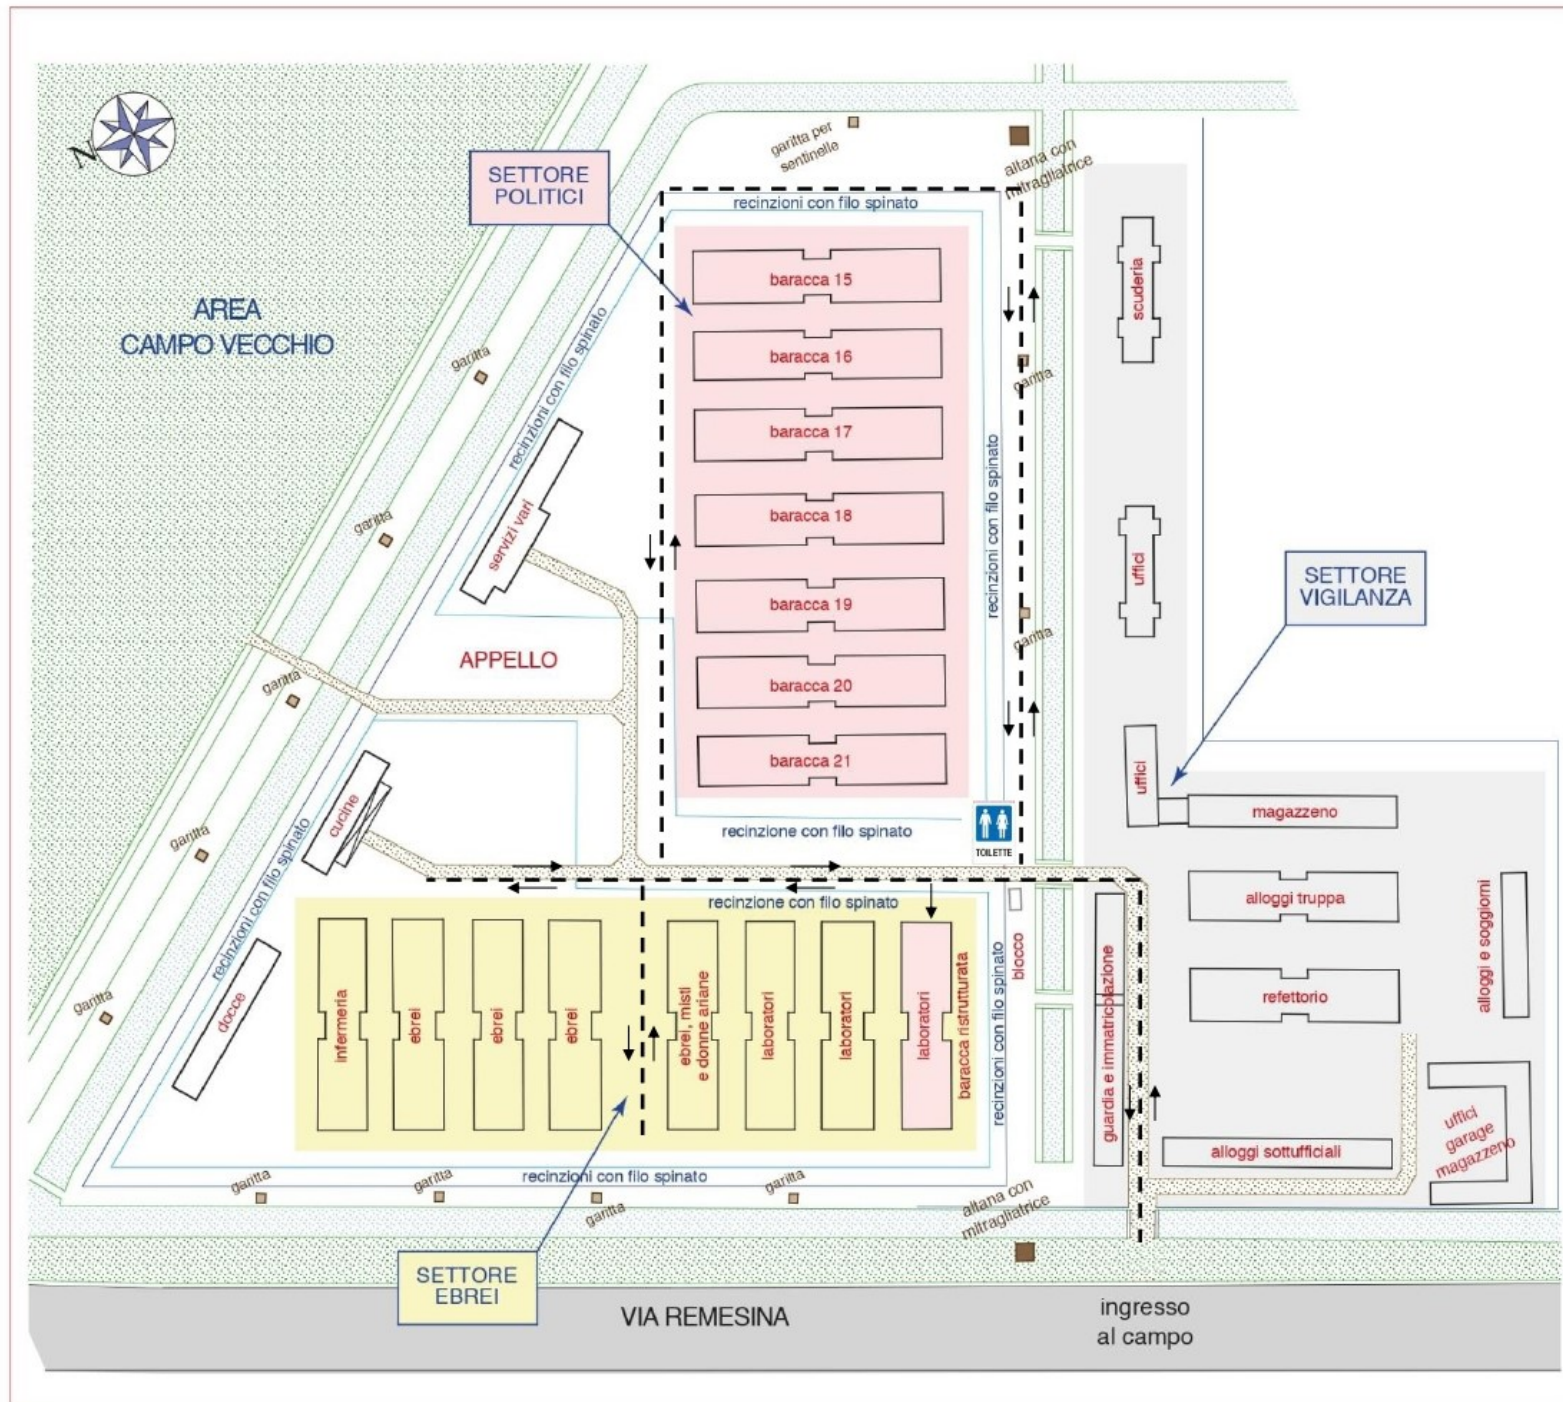 N
AREA
CAMPO VECCHIO
SETTORE
POLITICI
garitta per
sentinelle
altana con
mitragliatrice
recinzioni con filo spinato
baracca 15
baracca 16
baracca 17
baracca 18
baracca 19
baracca 20
baracca 21
recinzione con filo spinato
recinzioni con filo spinato
garitta
garitta
TOILETTE
recinzioni con filo spinato
garitta
garitta
garitta
garitta
garitta
servizi vari
APPELLO
cucine
recinzioni con filo spinato
docce
scuderia
uffici
SETTORE
VIGILANZA
uffici
magazzeno
alloggi truppa
refettorio
alloggi e soggiorni
alloggi sottufficiali
uffici
garage
magazzeno
guardia e immatricolazione
blocco
recinzione con filo spinato
infermeria
ebrei
ebrei
ebrei
ebrei, misti
e donne ariane
laboratori
laboratori
laboratori
baracca ristrutturata
recinzioni con filo spinato
recinzioni con filo spinato
garitta
garitta
garitta
garitta
altana con
mitragliatrice
SETTORE
EBREI
VIA REMESINA
ingresso
al campo